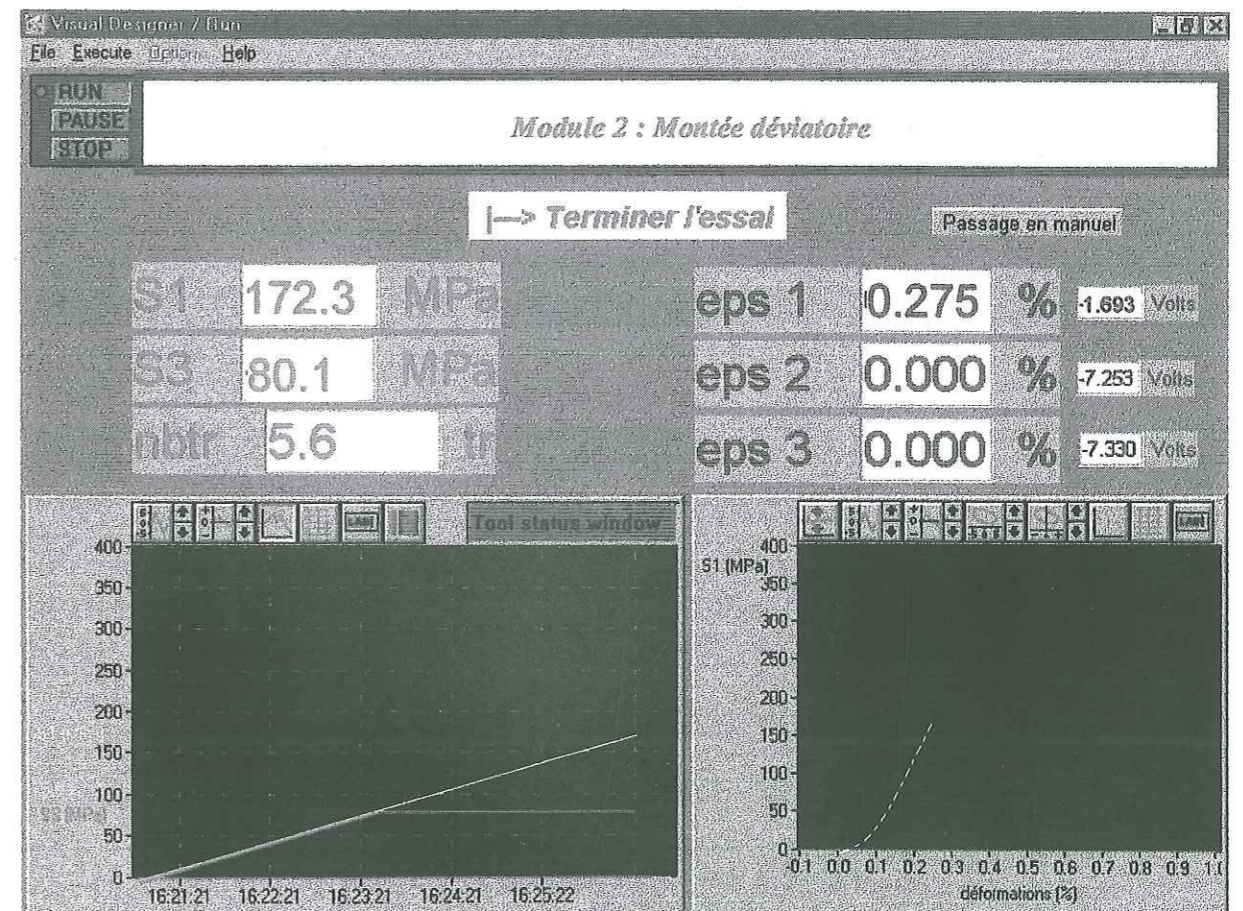 Visual Designer / Run
File Execute Options Help
RUN
PAUSE
STOP
Module 2 : Montée déviatoire
|---> Terminer l'essai
Passage en manuel
S1 172.3 MPa
eps 1 0.275 % -1.693 Volts
S3 80.1 MPa
eps 2 0.000 % -7.253 Volts
nbtr 5.6 tr
eps 3 0.000 % -7.330 Volts
Tool status window
400
350
300
250
200
150
100
50
0
16:21:21 16:22:21 16:23:21 16:24:21 16:25:22
S1 [MPa]
400
350
300
250
200
150
100
50
0
-0.1 0.0 0.1 0.2 0.3 0.4 0.5 0.6 0.7 0.8 0.9 1.0
déformations [%]